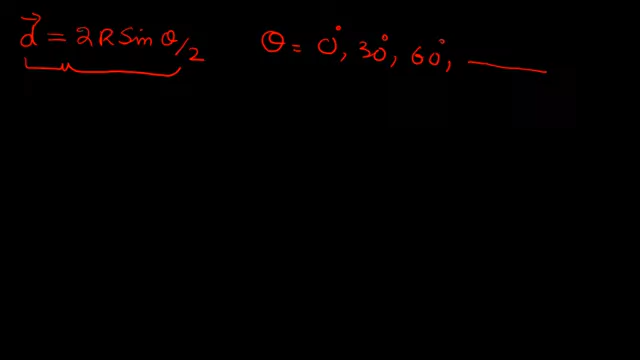 d⃗ = 2R Sin θ/2    θ = 0°, 30°, 60°, ———